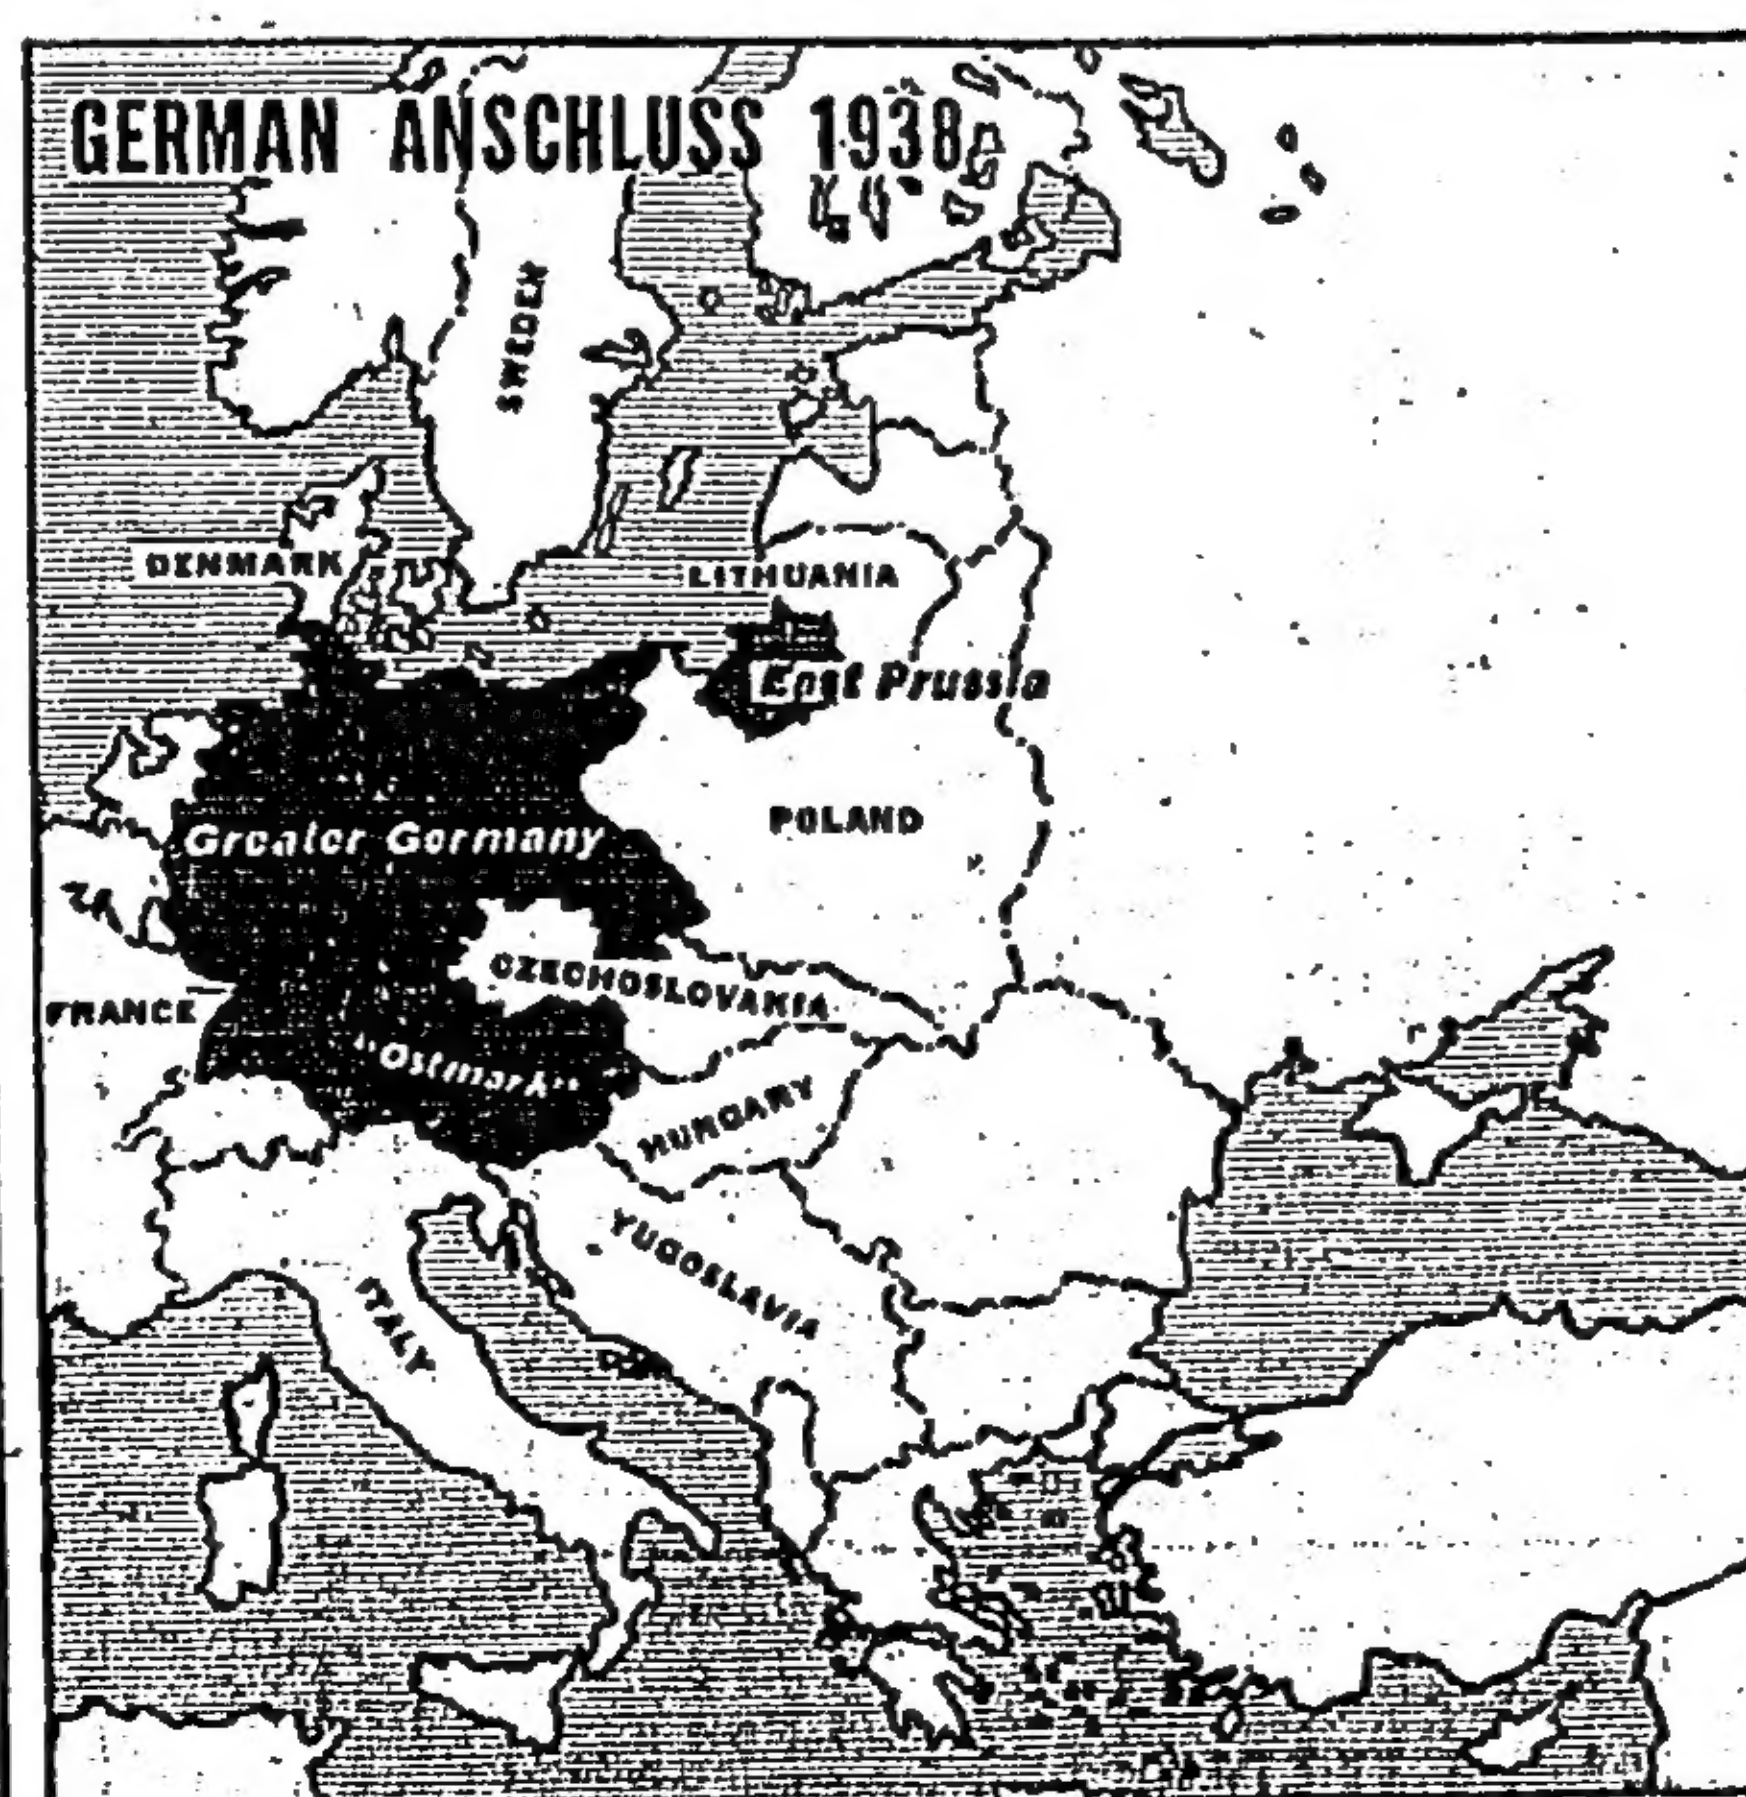 GERMAN ANSCHLUSS 1938
SWEDEN
DENMARK
LITHUANIA
East Prussia
POLAND
Greater Germany
CZECHOSLOVAKIA
FRANCE
"Ostmark"
HUNGARY
YUGOSLAVIA
ITALY